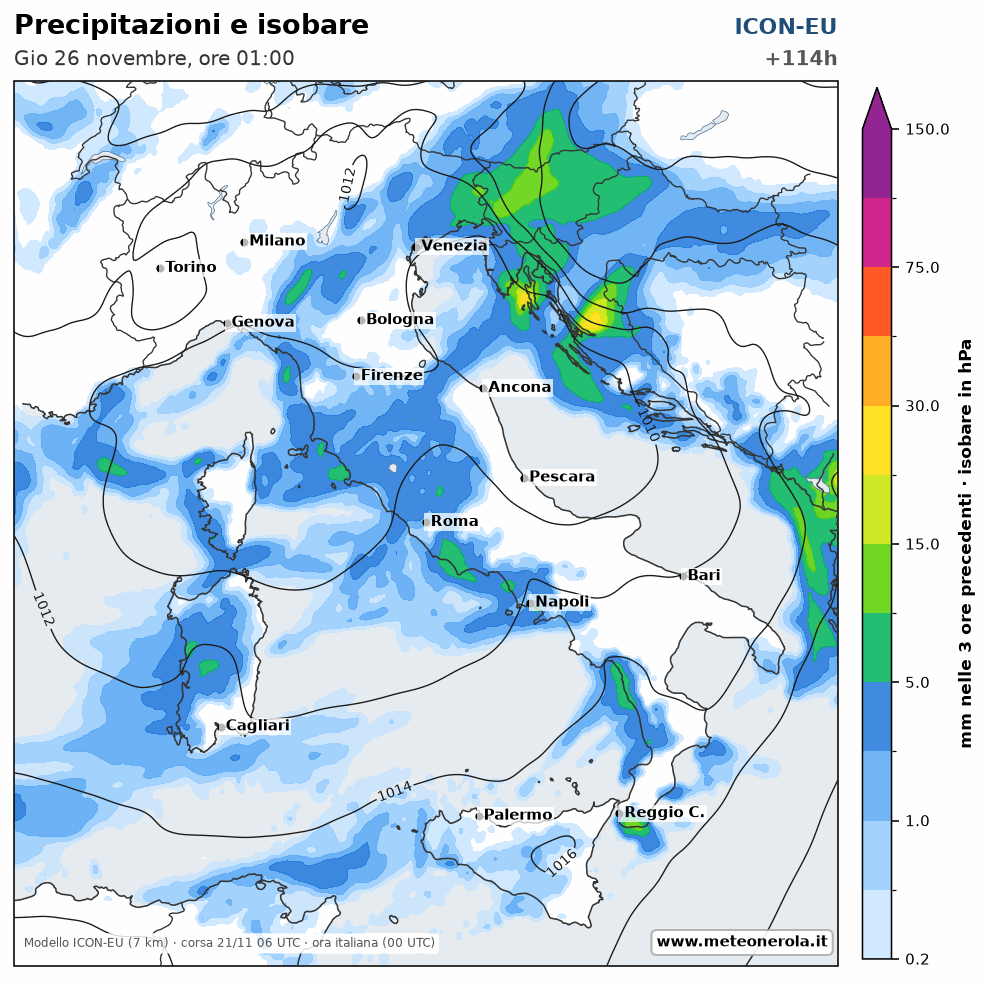 Precipitazioni e isobare
ICON-EU
Gio 26 novembre, ore 01:00
+114h
1012
Milano
Venezia
Torino
Genova
Bologna
Firenze
Ancona
1010
Pescara
Roma
Bari
Napoli
1012
Cagliari
1014
Palermo
Reggio C.
1016
Modello ICON-EU (7 km) · corsa 21/11 06 UTC · ora italiana (00 UTC)
www.meteonerola.it
150.0
75.0
30.0
15.0
5.0
1.0
0.2
mm nelle 3 ore precedenti · isobare in hPa